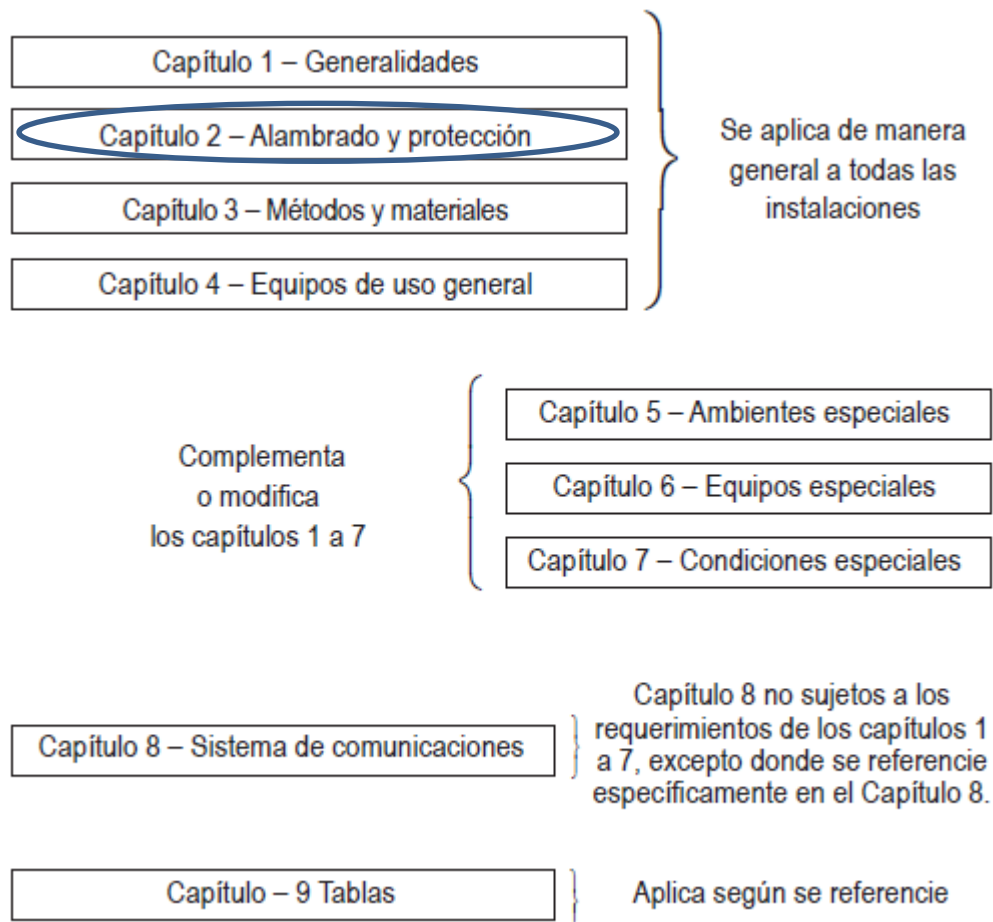 Capítulo 1 – Generalidades
Capítulo 2 – Alambrado y protección
Capítulo 3 – Métodos y materiales
Capítulo 4 – Equipos de uso general
Se aplica de manera
general a todas las
instalaciones
Complementa
o modifica
los capítulos 1 a 7
Capítulo 5 – Ambientes especiales
Capítulo 6 – Equipos especiales
Capítulo 7 – Condiciones especiales
Capítulo 8 – Sistema de comunicaciones
Capítulo 8 no sujetos a los
requerimientos de los capítulos 1
a 7, excepto donde se referencie
específicamente en el Capítulo 8.
Capítulo – 9 Tablas
Aplica según se referencie